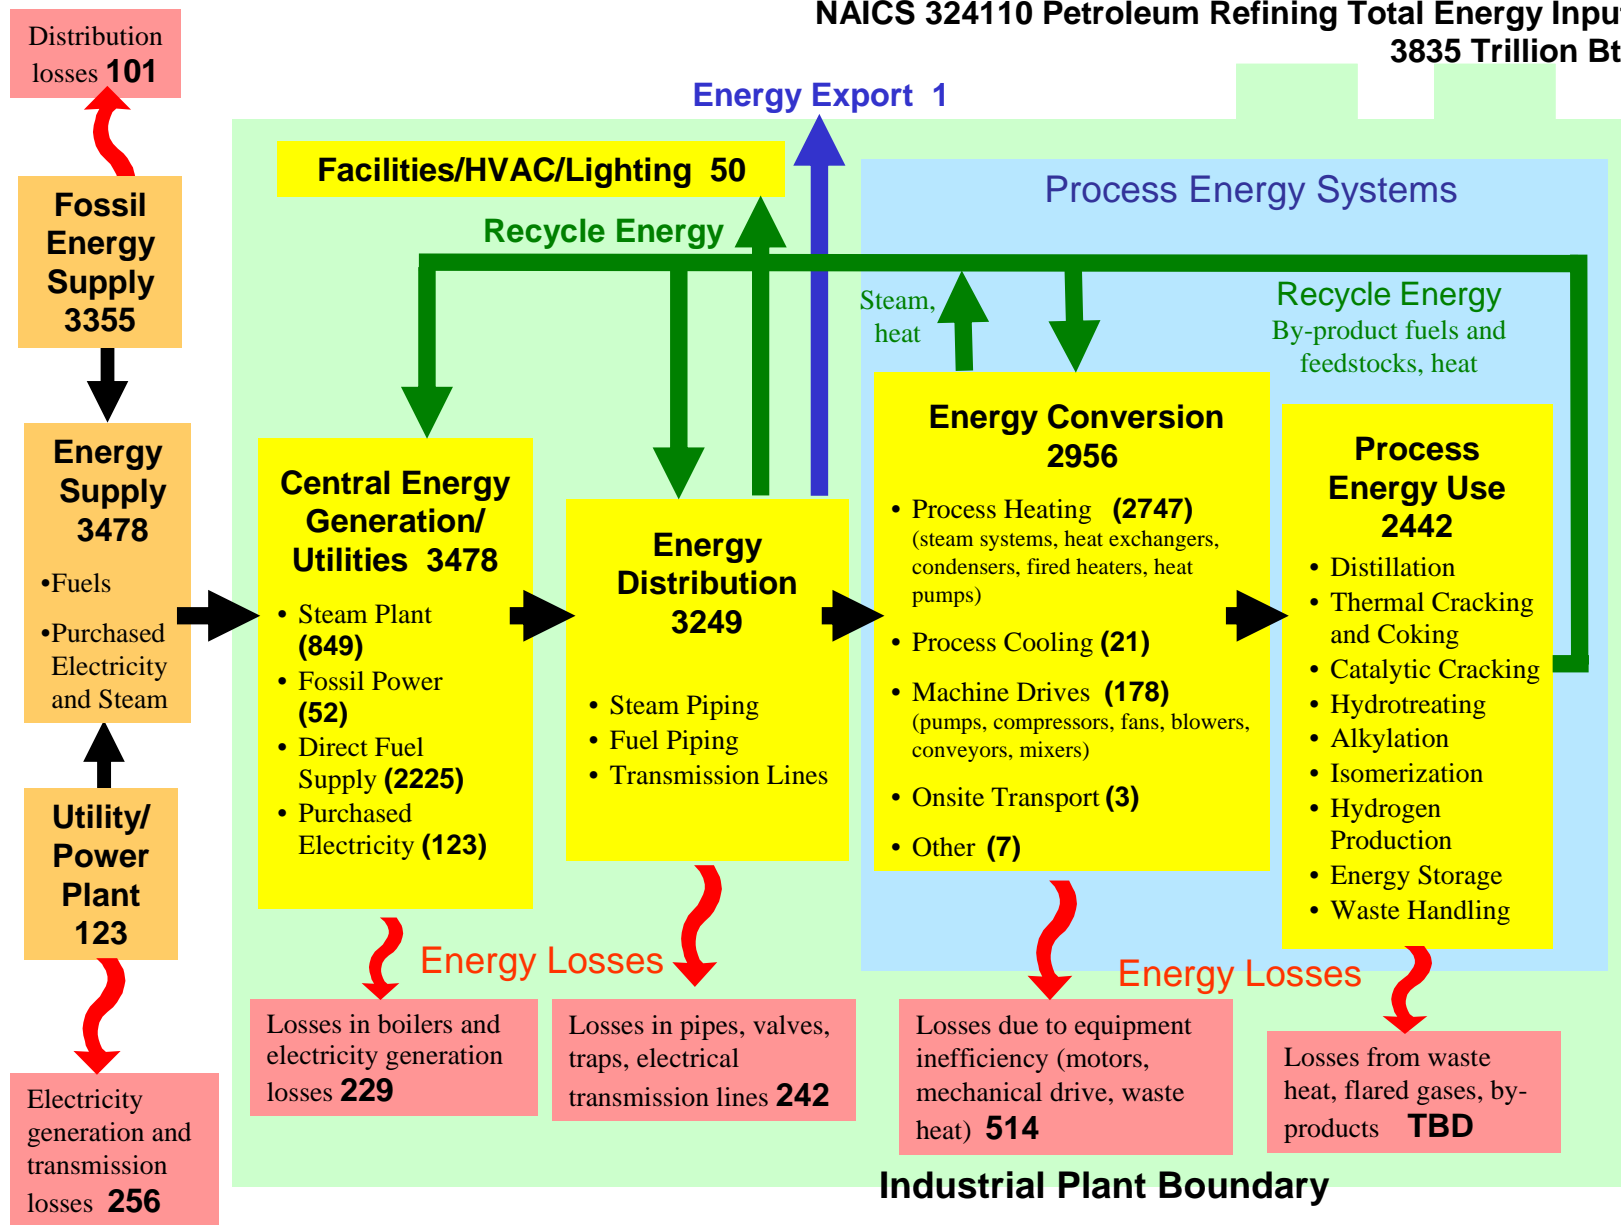 NAICS 324110 Petroleum Refining Total Energy Input
3835 Trillion Bt
Distribution
losses 101
Energy Export 1
Facilities/HVAC/Lighting 50
Process Energy Systems
Fossil
Energy
Supply
3355
Recycle Energy
Steam,
heat
Recycle Energy
By-product fuels and
feedstocks, heat
Energy
Supply
3478
•Fuels
•Purchased
Electricity
and Steam
Central Energy
Generation/
Utilities 3478
• Steam Plant
(849)
• Fossil Power
(52)
• Direct Fuel
Supply (2225)
• Purchased
Electricity (123)
Energy
Distribution
3249
• Steam Piping
• Fuel Piping
• Transmission Lines
Energy Conversion
2956
• Process Heating (2747)
(steam systems, heat exchangers,
condensers, fired heaters, heat
pumps)
• Process Cooling (21)
• Machine Drives (178)
(pumps, compressors, fans, blowers,
conveyors, mixers)
• Onsite Transport (3)
• Other (7)
Process
Energy Use
2442
• Distillation
• Thermal Cracking
and Coking
• Catalytic Cracking
• Hydrotreating
• Alkylation
• Isomerization
• Hydrogen
Production
• Energy Storage
• Waste Handling
Utility/
Power
Plant
123
Energy Losses
Energy Losses
Electricity
generation and
transmission
losses 256
Losses in boilers and
electricity generation
losses 229
Losses in pipes, valves,
traps, electrical
transmission lines 242
Losses due to equipment
inefficiency (motors,
mechanical drive, waste
heat) 514
Losses from waste
heat, flared gases, by-
products TBD
Industrial Plant Boundary